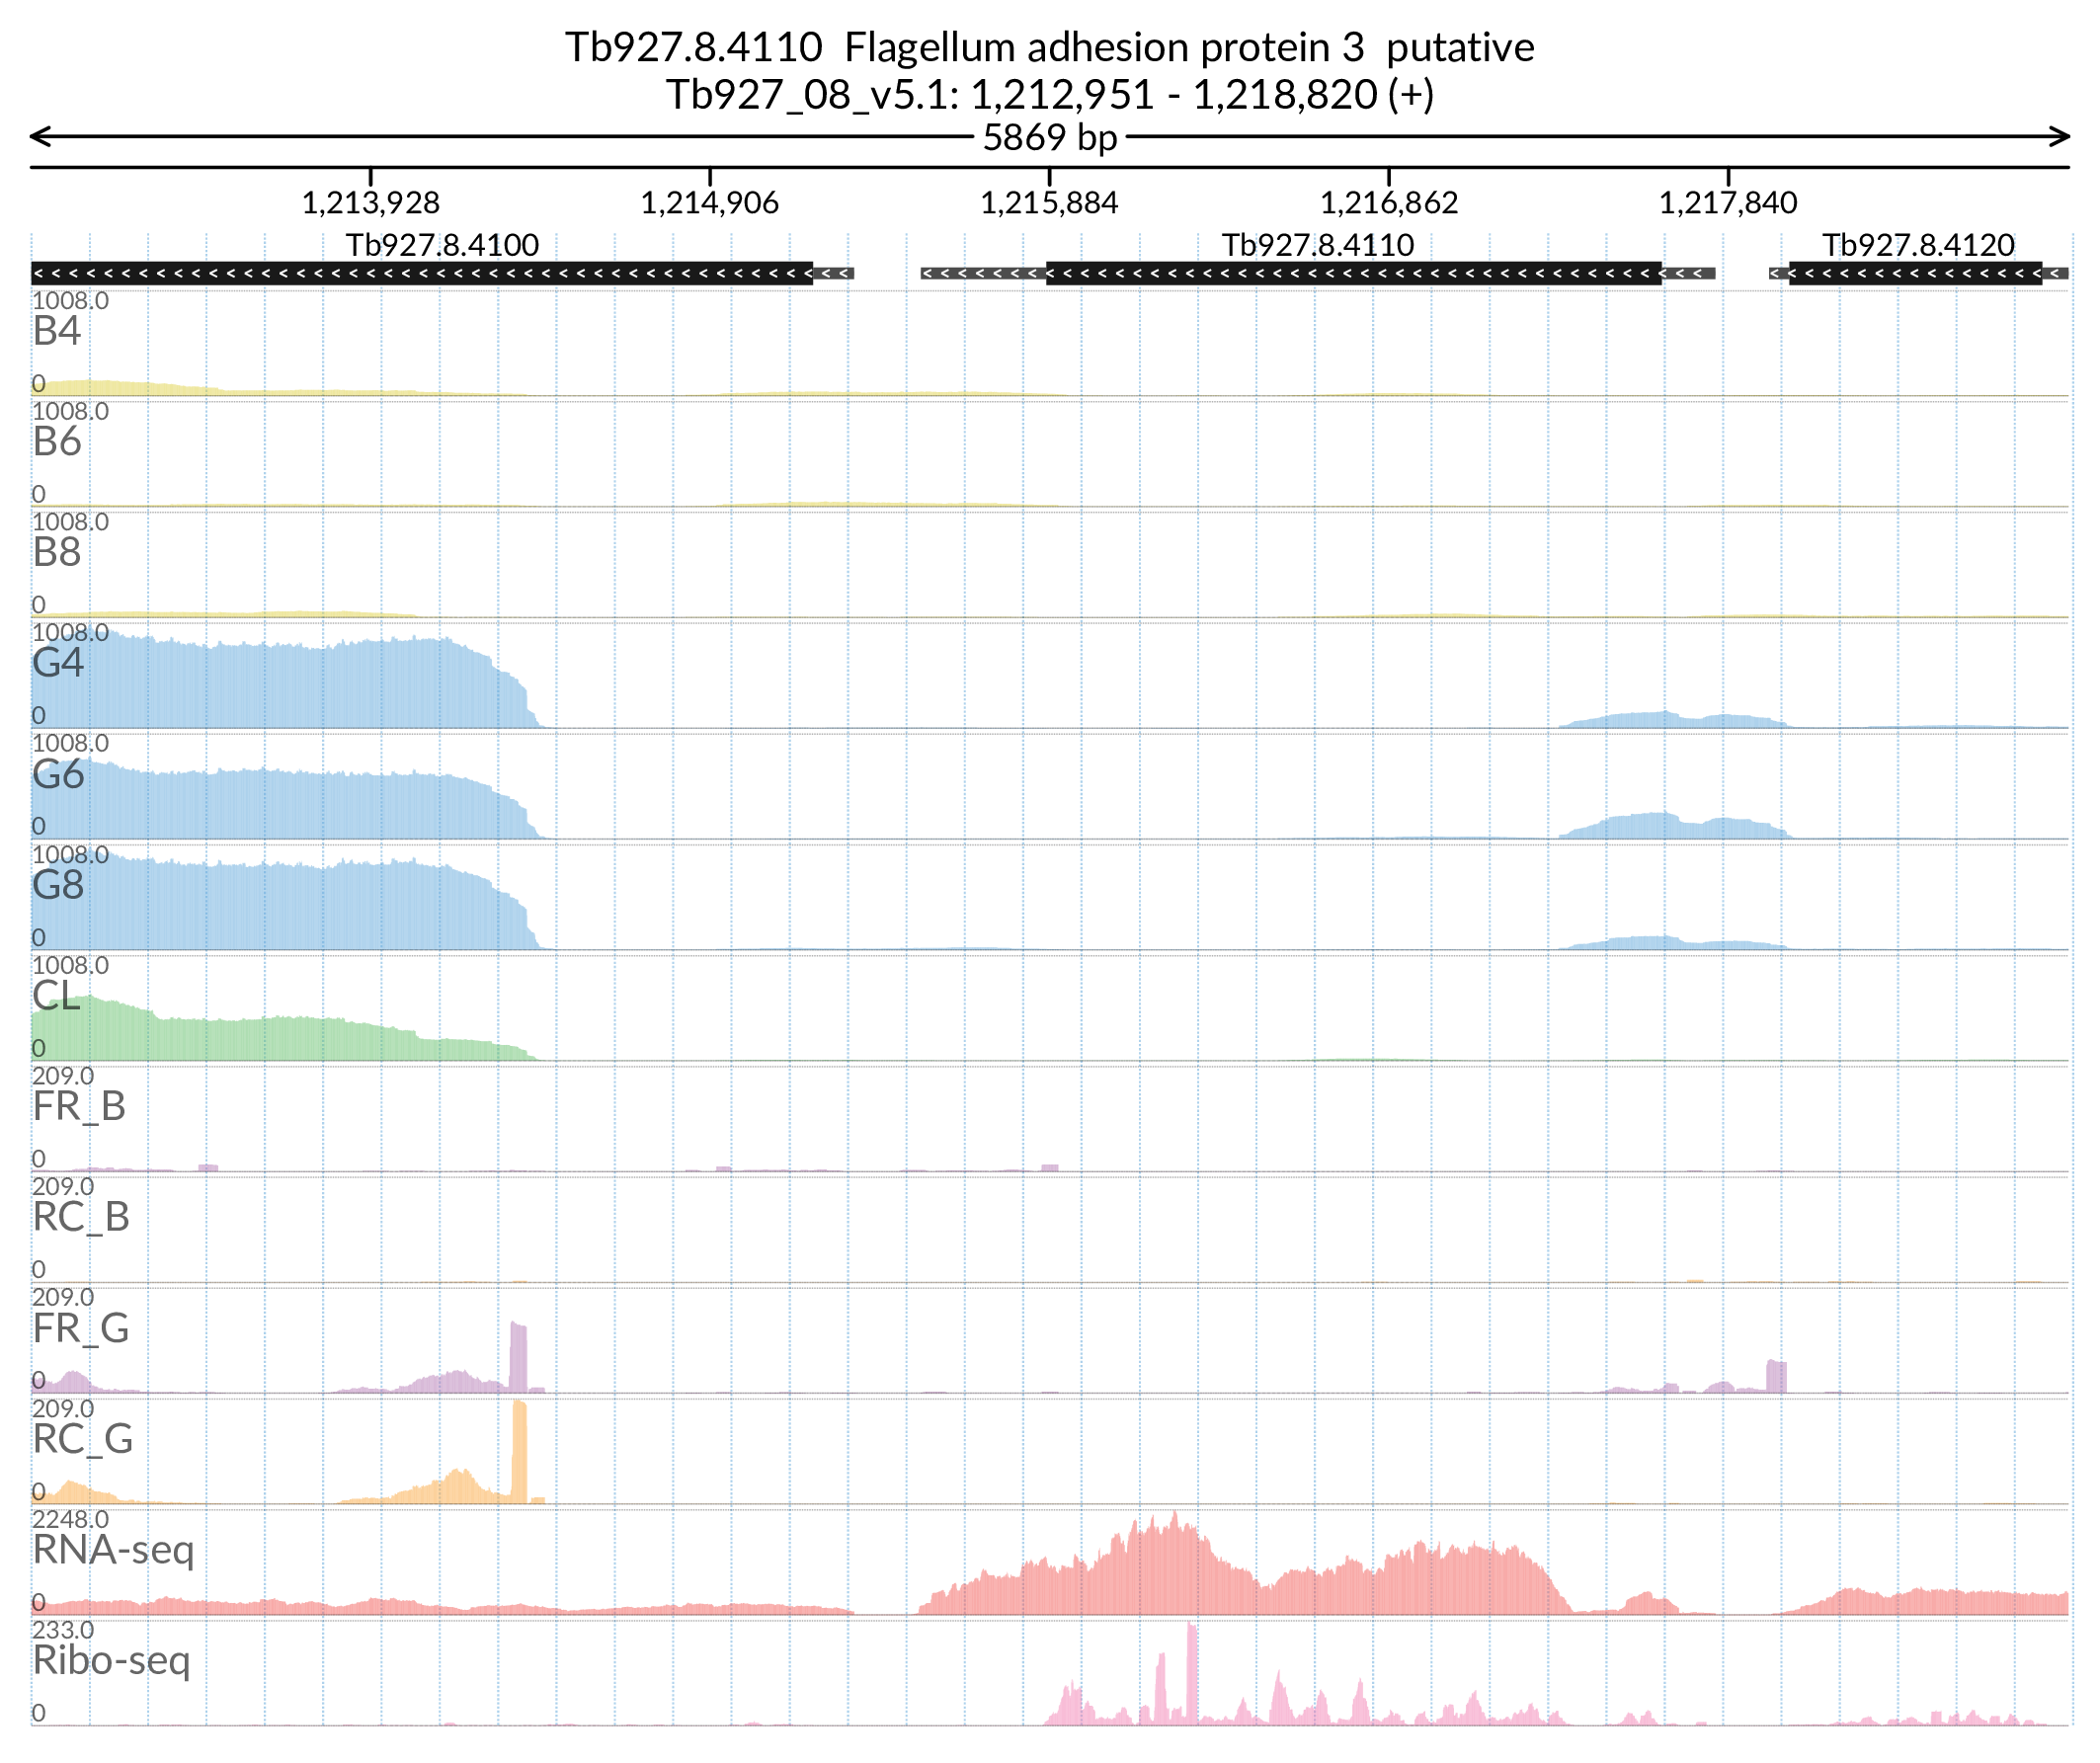 Tb927.8.4110  Flagellum adhesion protein 3  putative
Tb927_08_v5.1: 1,212,951 - 1,218,820 (+)
5869 bp
1,213,928 1,214,906 1,215,884 1,216,862 1,217,840
Tb927.8.4100 Tb927.8.4110 Tb927.8.4120
1008.0
B4
0
1008.0
B6
0
1008.0
B8
0
1008.0
G4
0
1008.0
G6
0
1008.0
G8
0
1008.0
CL
0
209.0
FR_B
0
209.0
RC_B
0
209.0
FR_G
0
209.0
RC_G
0
2248.0
RNA-seq
0
233.0
Ribo-seq
0